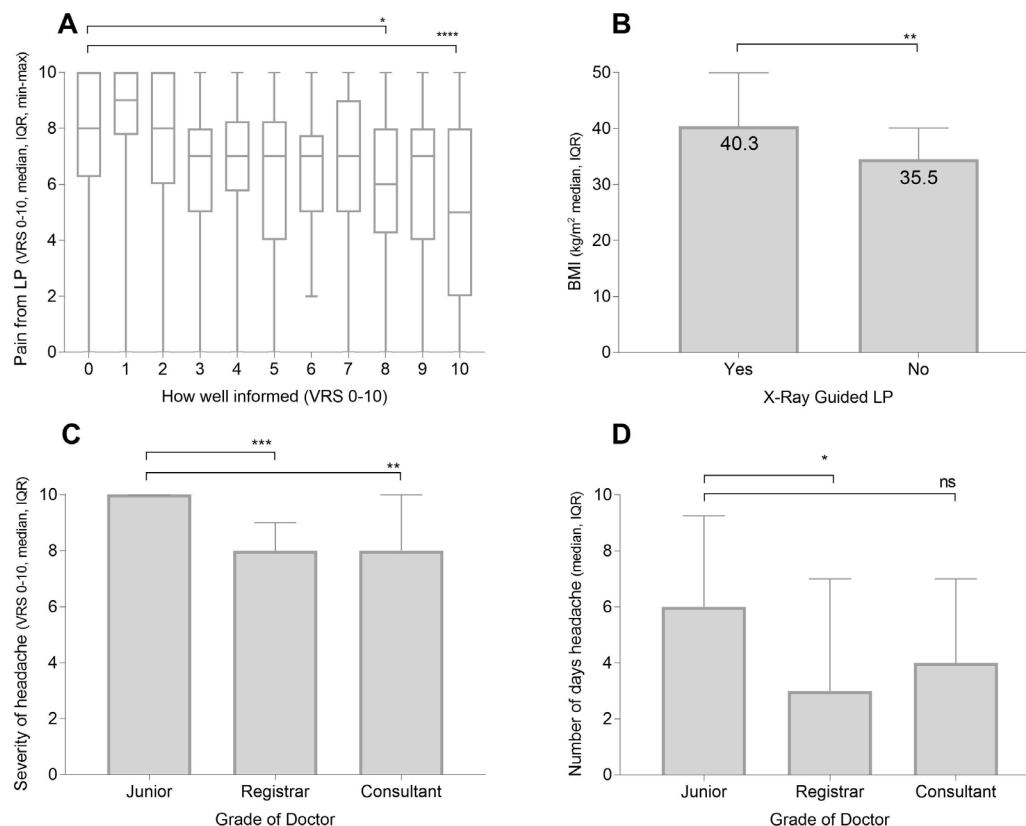 A
*
****
Pain from LP (VRS 0-10, median, IQR, min-max)
10
8
6
4
2
0
0 1 2 3 4 5 6 7 8 9 10
How well informed (VRS 0-10)
B
**
BMI (kg/m² median, IQR)
50
40
30
20
10
0
40.3
35.5
Yes No
X-Ray Guided LP
C
***
**
Severity of headache (VRS 0-10, median, IQR)
10
8
6
4
2
0
Junior Registrar Consultant
Grade of Doctor
D
*
ns
Number of days headache (median, IQR)
10
8
6
4
2
0
Junior Registrar Consultant
Grade of Doctor